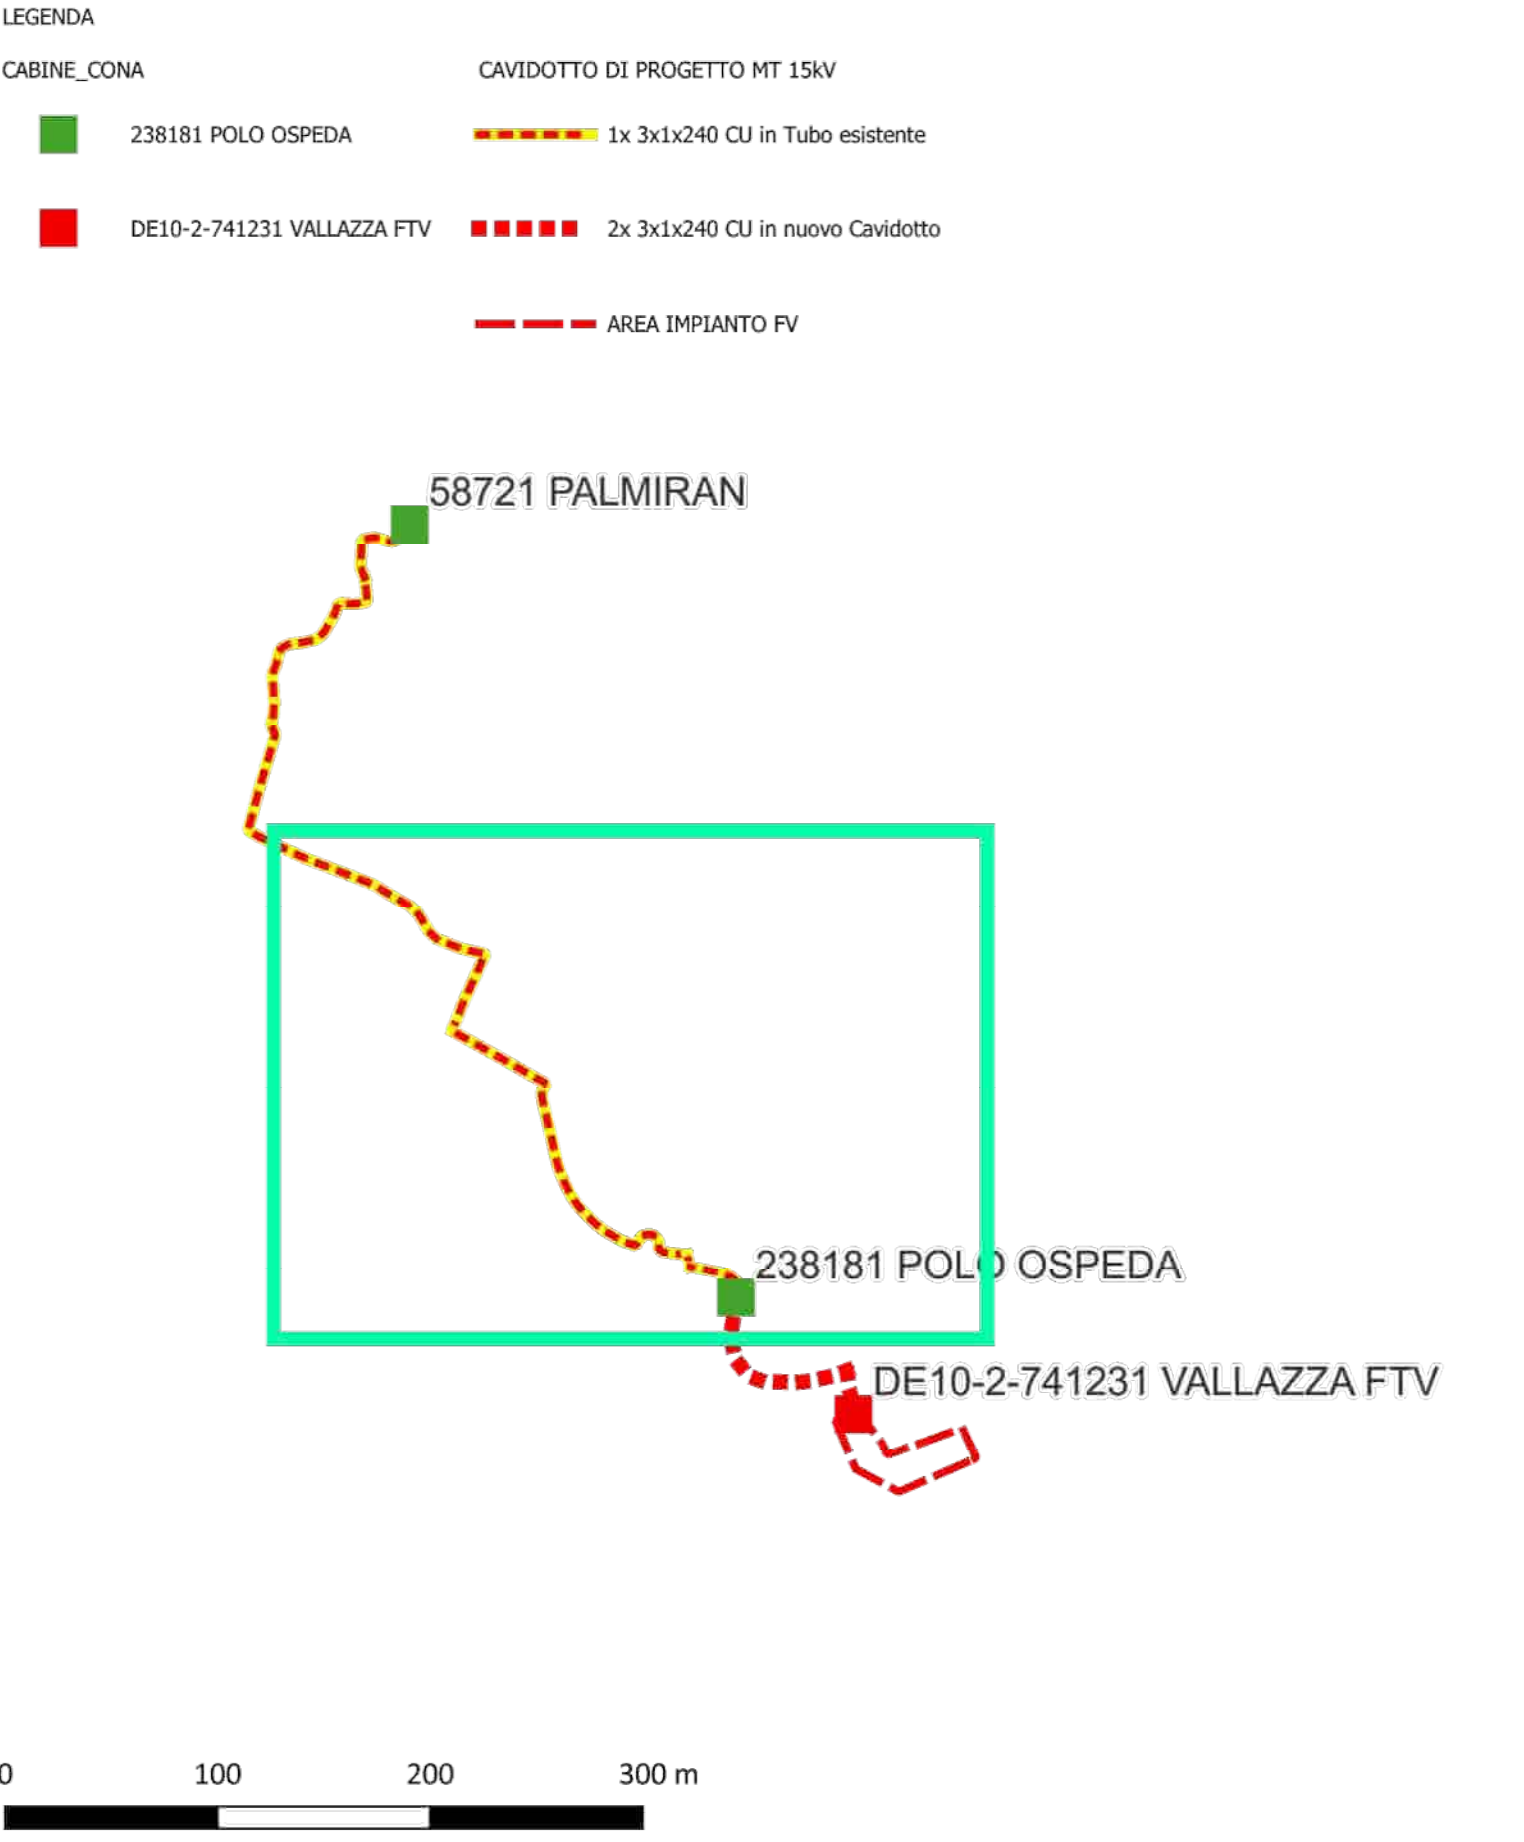 LEGENDA
CABINE_CONA
CAVIDOTTO DI PROGETTO MT 15kV
238181 POLO OSPEDA
1x 3x1x240 CU in Tubo esistente
DE10-2-741231 VALLAZZA FTV
2x 3x1x240 CU in nuovo Cavidotto
AREA IMPIANTO FV
58721 PALMIRAN
238181 POLO OSPEDA
DE10-2-741231 VALLAZZA FTV
0 100 200 300 m